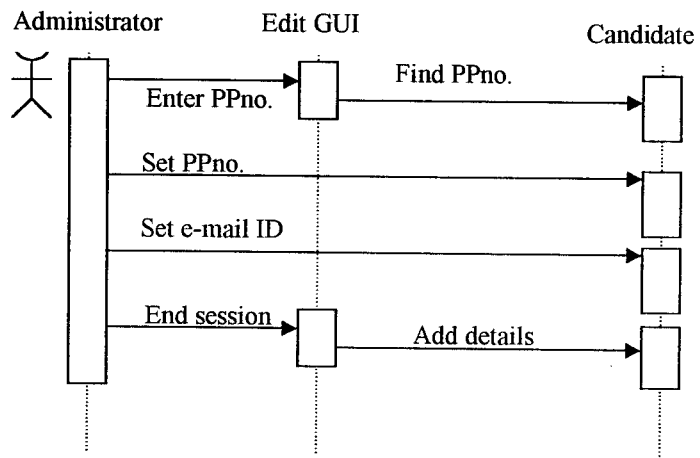 Administrator
Edit GUI
Candidate
Enter PPno.
Find PPno.
Set PPno.
Set e-mail ID
End session
Add details